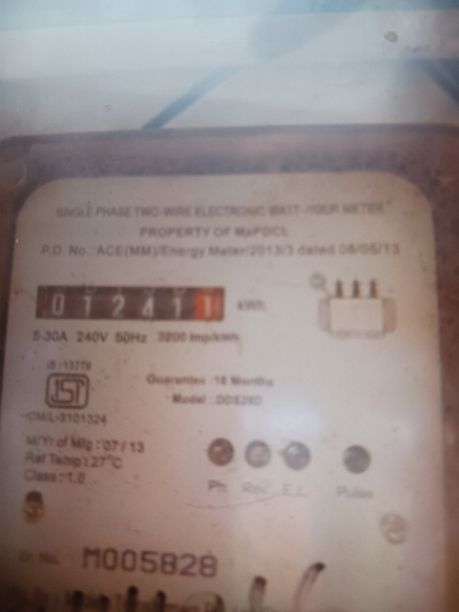 SINGLE PHASE TWO-WIRE ELECTRONIC WATT-HOUR METER
PROPERTY OF MePDCL
P.O. No.: ACE(MM)/Energy Meter/2013/3 dated 08/05/13
012411 kWh
5-30A 240V 50Hz 3200 imp/kWh
IS:13779
ISI
CM/L-3101324
Guarantee : 18 Months
Model :
M/Yr of Mfg : 07/13
Ref Temp : 27°C
Class : 1.0
Ph Rev E.L. Pulse
Sr. No. M005828